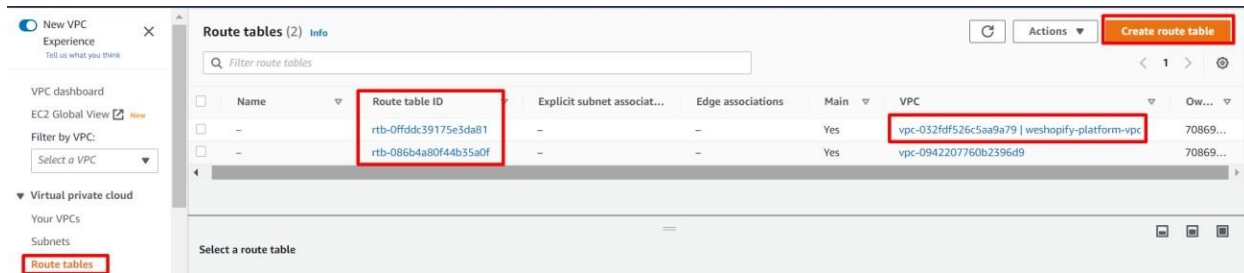 New VPC
Experience
Tell us what you think
VPC dashboard
EC2 Global View New
Filter by VPC:
Select a VPC
Virtual private cloud
Your VPCs
Subnets
Route tables
Route tables (2) Info
Actions
Create route table
Filter route tables
1
Name Route table ID Explicit subnet associat... Edge associations Main VPC Ow...
– rtb-0ffddc39175e3da81 – – Yes vpc-032fdf526c5aa9a79 | weshopify-platform-vpc 70869...
– rtb-086b4a80f44b35a0f – – Yes vpc-0942207760b2396d9 70869...
Select a route table